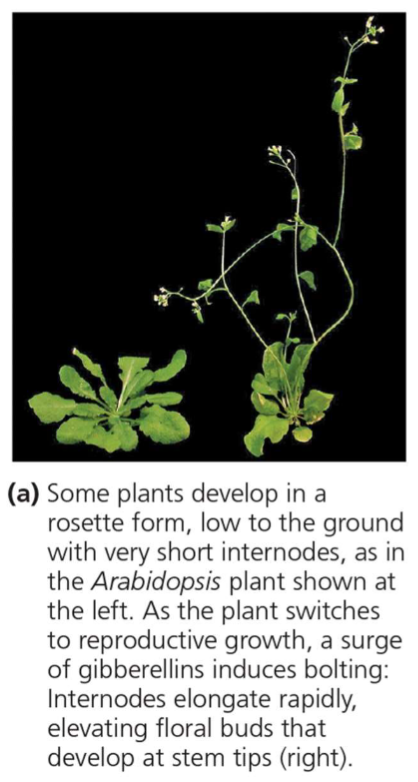 (a) Some plants develop in a
rosette form, low to the ground
with very short internodes, as in
the Arabidopsis plant shown at
the left. As the plant switches
to reproductive growth, a surge
of gibberellins induces bolting:
Internodes elongate rapidly,
elevating floral buds that
develop at stem tips (right).